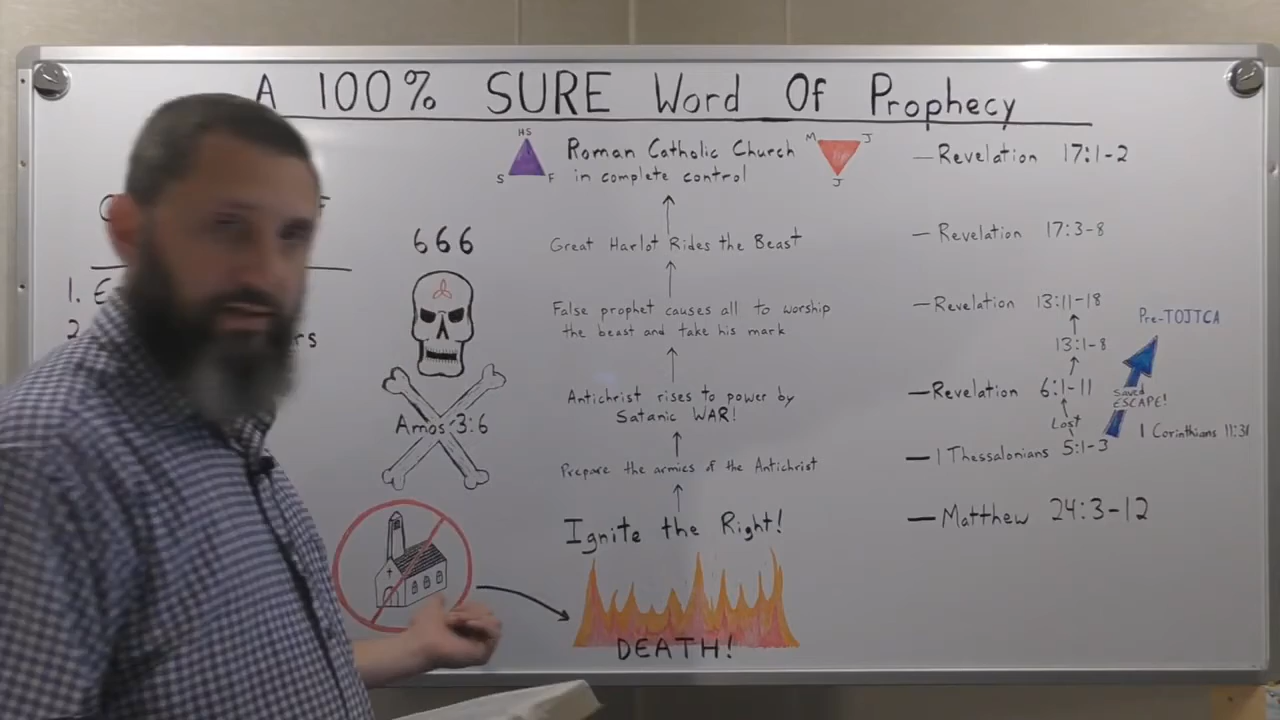 A 100% SURE Word Of Prophecy
HS
S F
Roman Catholic Church
in complete control
M J
J
— Revelation 17:1-2
666
Great Harlot Rides the Beast
— Revelation 17:3-8
1.
2.
False prophet causes all to worship
the beast and take his mark
— Revelation 13:11-18
Pre-TOJTCA
13:1-8
Amos 3:6
Antichrist rises to power by
Satanic WAR!
— Revelation 6:1-11
Saved
ESCAPE!
Lost
1 Corinthians 11:31
Prepare the armies of the Antichrist
— 1 Thessalonians 5:1-3
Ignite the Right!
— Matthew 24:3-12
DEATH!